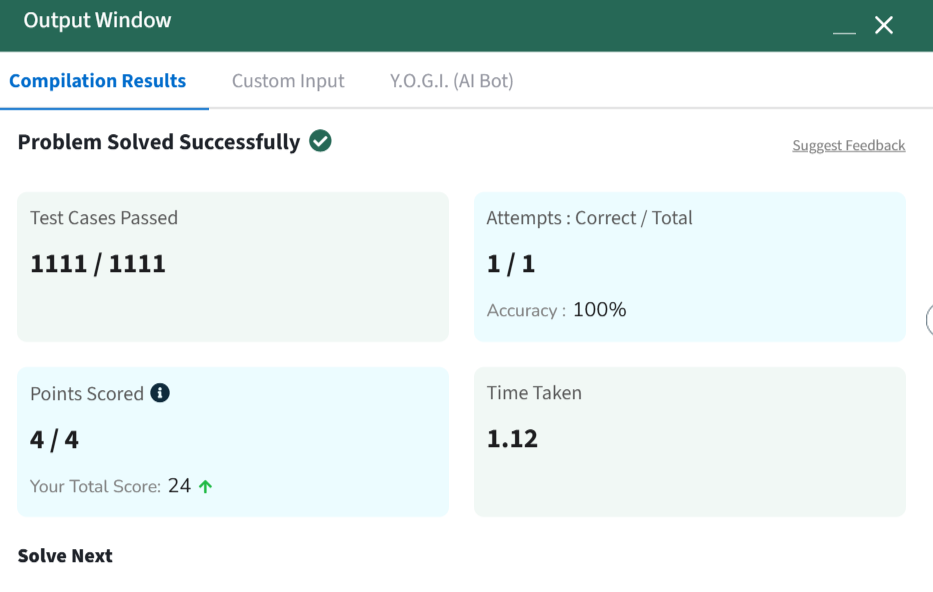 Output Window
Compilation Results
Custom Input
Y.O.G.I. (AI Bot)
Problem Solved Successfully
Suggest Feedback
Test Cases Passed
1111 / 1111
Attempts : Correct / Total
1 / 1
Accuracy : 100%
Points Scored
4 / 4
Your Total Score: 24
Time Taken
1.12
Solve Next